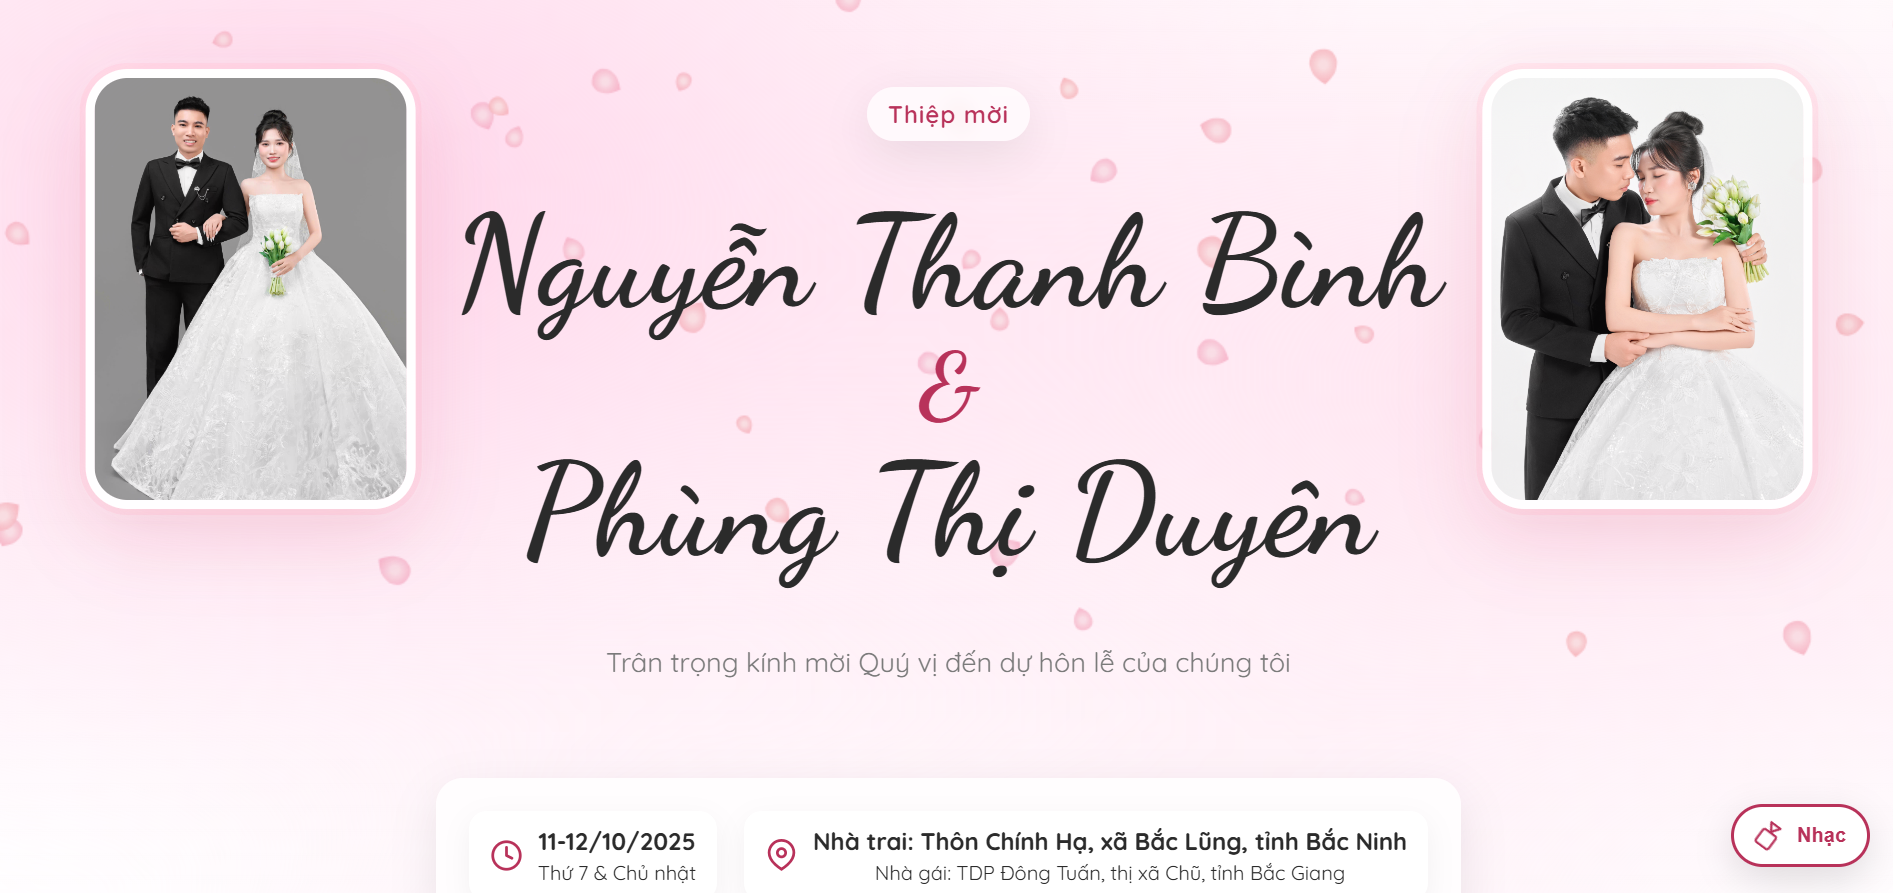 Thiệp mời
Nguyễn Thanh Bình
&
Phùng Thị Duyên
Trân trọng kính mời Quý vị đến dự hôn lễ của chúng tôi
11-12/10/2025
Thứ 7 & Chủ nhật
Nhà trai: Thôn Chính Hạ, xã Bắc Lũng, tỉnh Bắc Ninh
Nhà gái: TDP Đông Tuấn, thị xã Chũ, tỉnh Bắc Giang
Nhạc